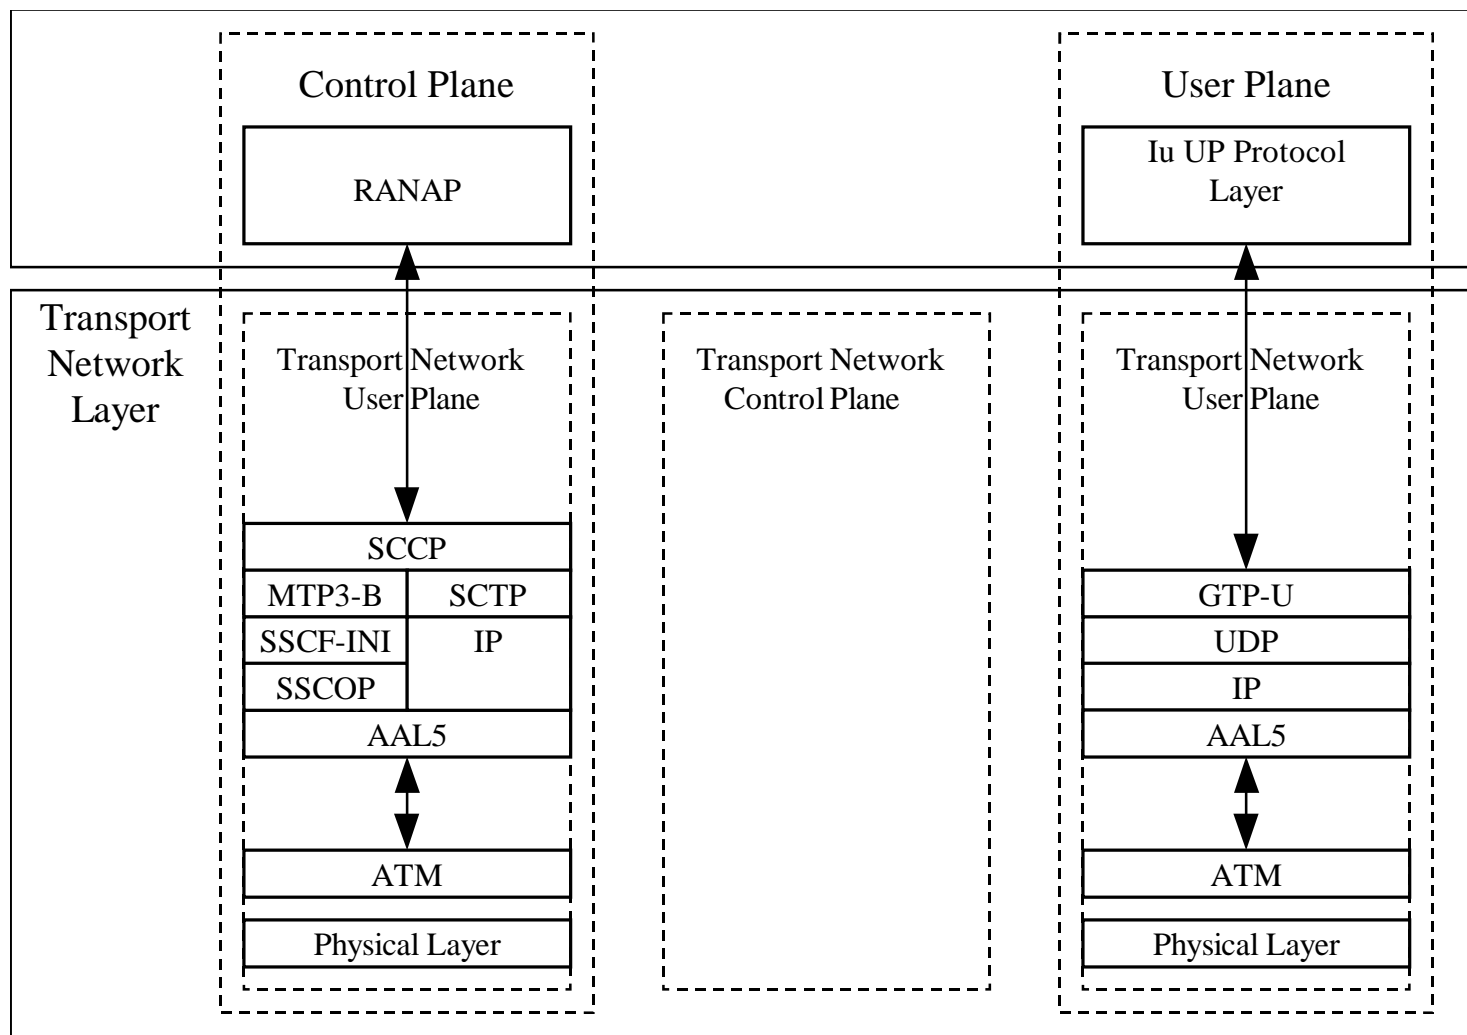 Control Plane
User Plane
RANAP
Iu UP Protocol
Layer
Transport
Network
Layer
Transport Network
User Plane
Transport Network
Control Plane
Transport Network
User Plane
SCCP
MTP3-B
SCTP
SSCF-INI
IP
SSCOP
AAL5
ATM
Physical Layer
GTP-U
UDP
IP
AAL5
ATM
Physical Layer